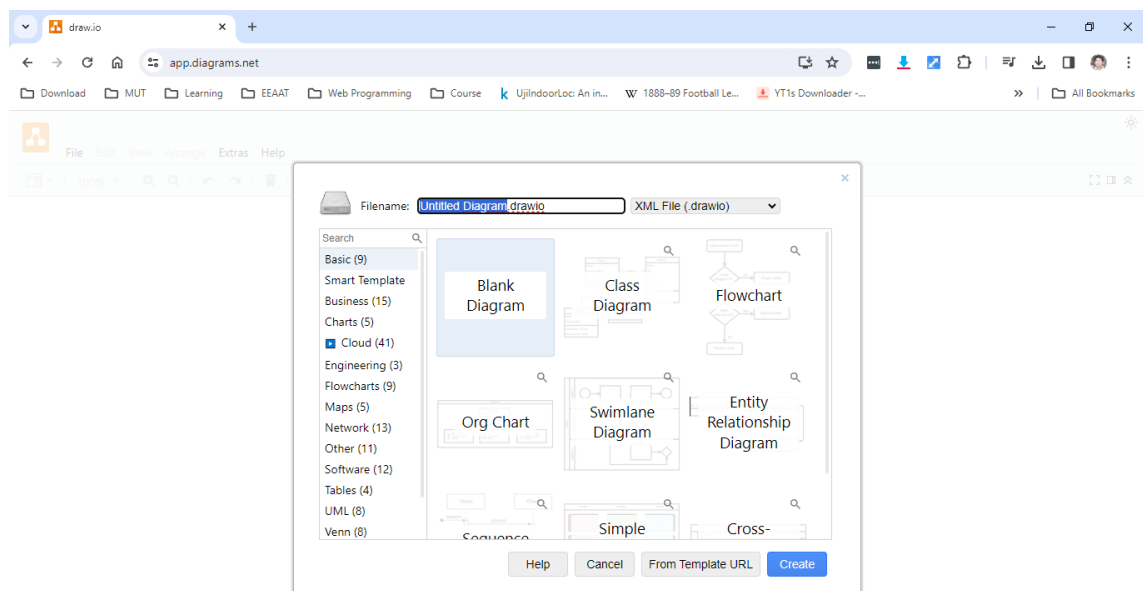 draw.io
app.diagrams.net
Download MUT Learning EEAAT Web Programming Course UjiIndoorLoc: An in... W 1888–89 Football Le... YT1s Downloader -... » All Bookmarks
File Edit View Arrange Extras Help
100%
Filename: Untitled Diagram.drawio XML File (.drawio)
Search
Basic (9)
Smart Template
Business (15)
Charts (5)
Cloud (41)
Engineering (3)
Flowcharts (9)
Maps (5)
Network (13)
Other (11)
Software (12)
Tables (4)
UML (8)
Venn (8)
Blank
Diagram
Class
Diagram
Flowchart
Org Chart
Swimlane
Diagram
Entity
Relationship
Diagram
Sequence
Simple
Cross-
Help Cancel From Template URL Create